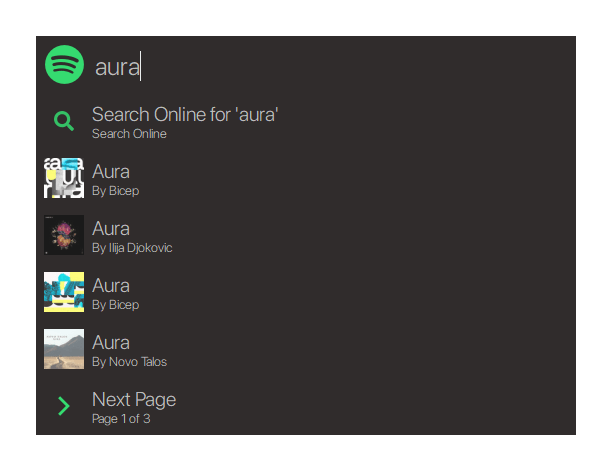 aura
Search Online for 'aura'
Search Online
Aura
By Bicep
Aura
By Ilija Djokovic
Aura
By Bicep
Aura
By Novo Talos
Next Page
Page 1 of 3